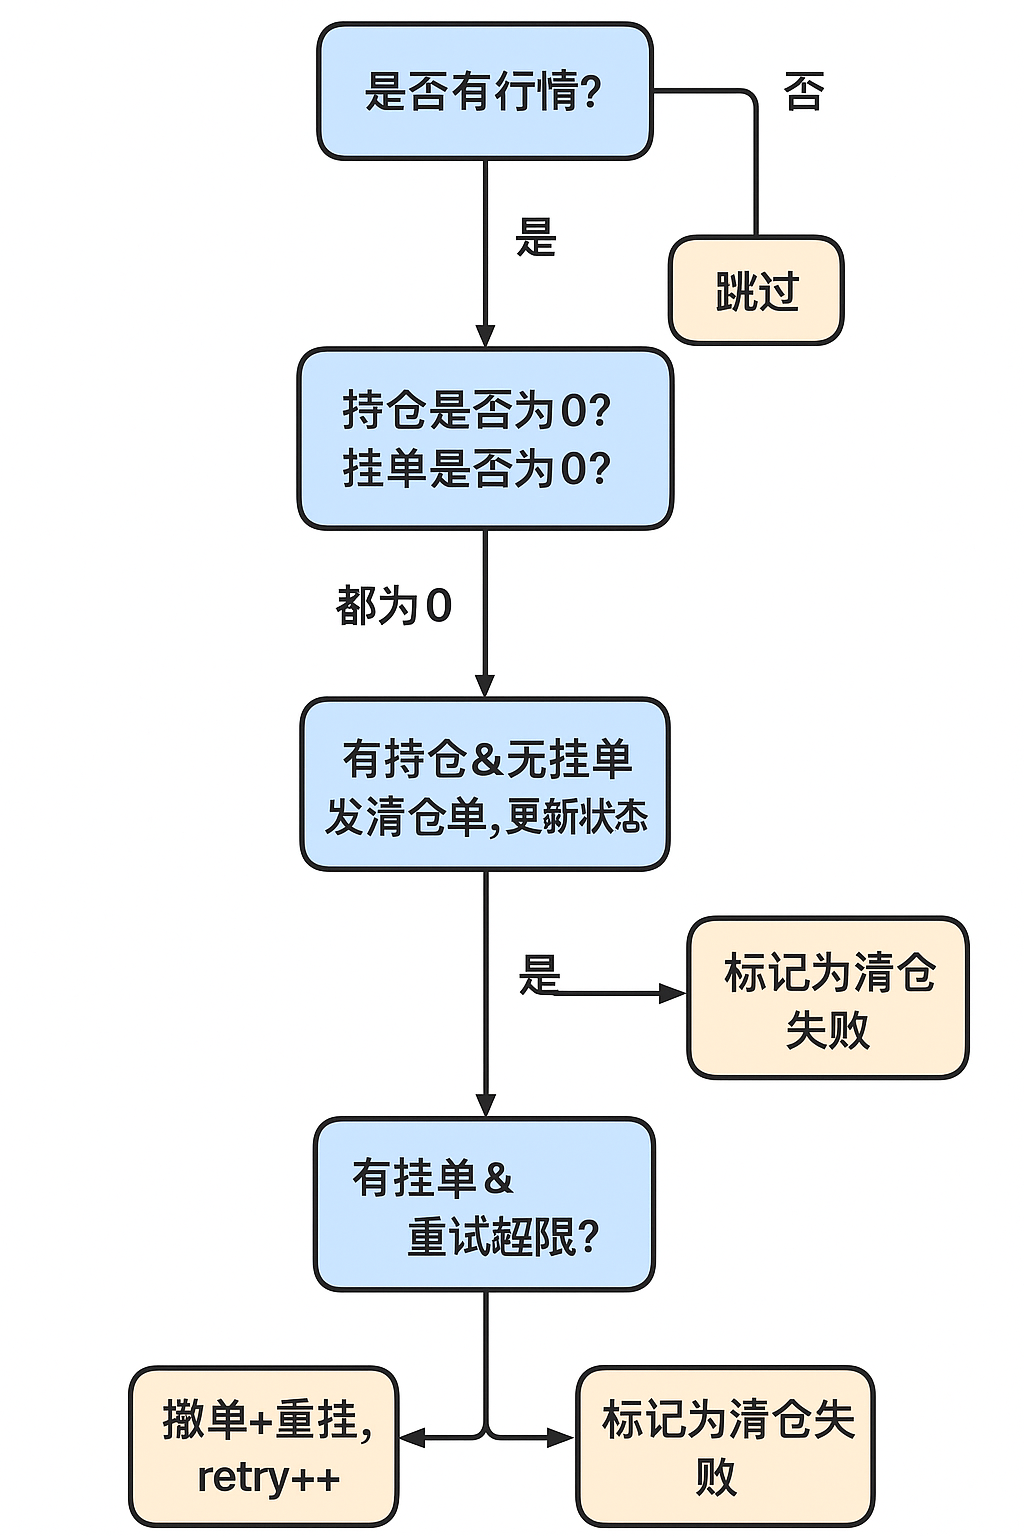 是否有行情?
否
是
跳过
持仓是否为0?
挂单是否为0?
都为0
有持仓&无挂单
发清仓单,更新状态
是
标记为清仓
失败
有挂单&
重试超限?
撤单+重挂,
retry++
标记为清仓失
败